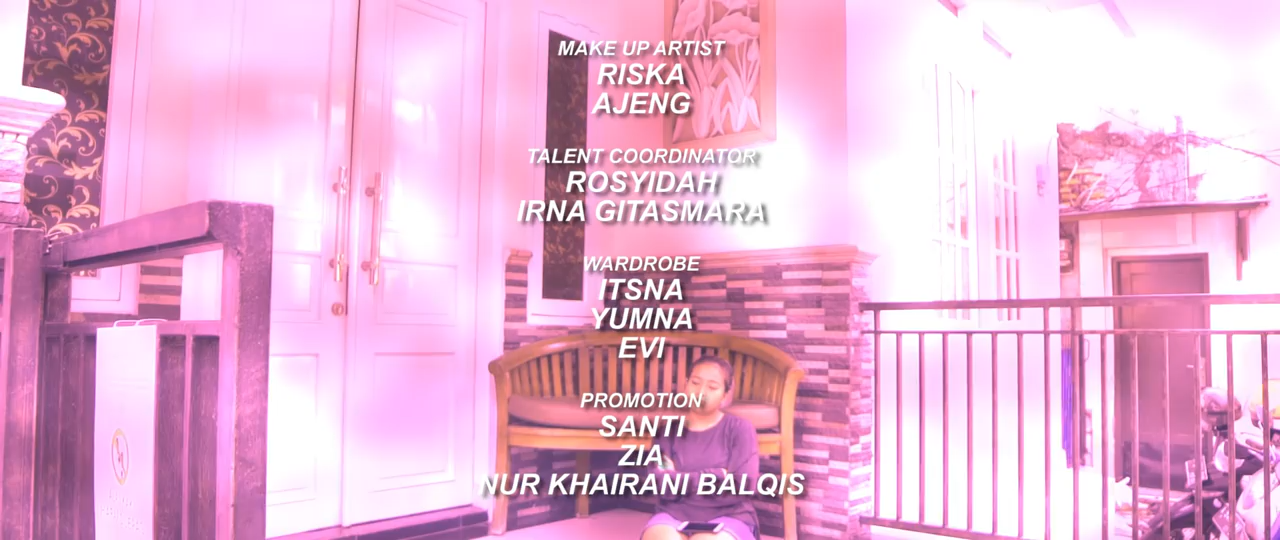 MAKE UP ARTIST
RISKA
AJENG
TALENT COORDINATOR
ROSYIDAH
IRNA GITASMARA
WARDROBE
ITSNA
YUMNA
EVI
PROMOTION
SANTI
ZIA
NUR KHAIRANI BALQIS